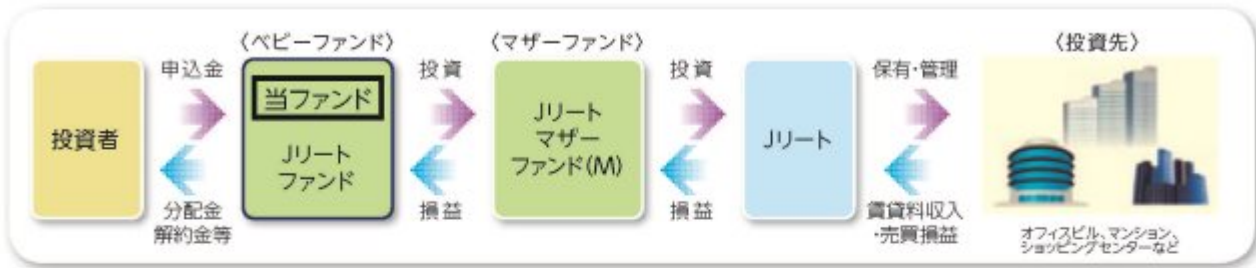 〈ベビーファンド〉
〈マザーファンド〉
〈投資先〉
投資者
申込金
分配金
解約金等
当ファンド
Jリート
ファンド
投資
損益
Jリート
マザー
ファンド(M)
投資
損益
Jリート
保有・管理
賃貸料収入
・売買損益
オフィスビル、マンション、
ショッピングセンターなど